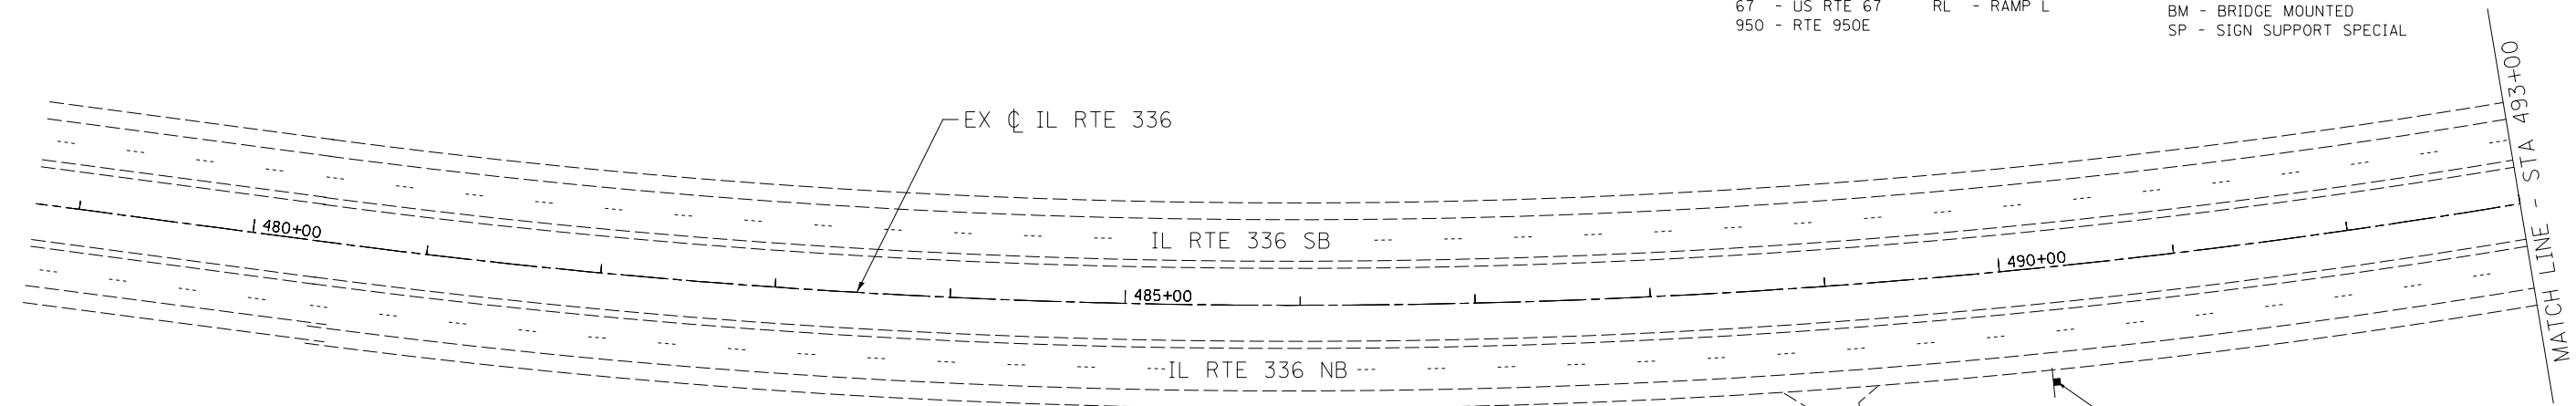 67 - US RTE 67 RL - RAMP L
950 - RTE 950E
BM - BRIDGE MOUNTED
SP - SIGN SUPPORT SPECIAL
EX ℄ IL RTE 336
480+00
IL RTE 336 SB
485+00
490+00
IL RTE 336 NB
MATCH LINE - STA 493+00